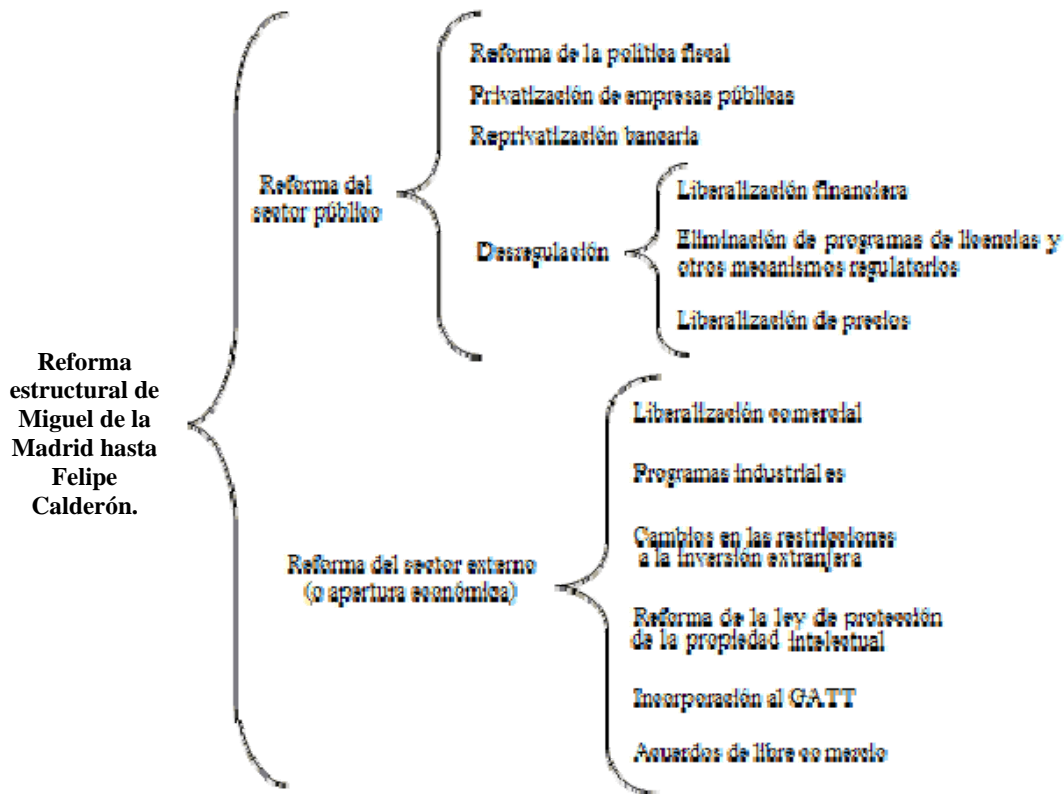 Reforma
estructural de
Miguel de la
Madrid hasta
Felipe
Calderón.
Reforma del
sector público
Reforma de la política fiscal
Privatización de empresas públicas
Reprivatización bancaria
Desregulación
Liberalización financiera
Eliminación de programas de licencias y
otros mecanismos regulatorios
Liberalización de precios
Reforma del sector externo
(o apertura económica)
Liberalización comercial
Programas industriales
Cambios en las restricciones
a la inversión extranjera
Reforma de la ley de protección
de la propiedad intelectual
Incorporación al GATT
Acuerdos de libre comercio